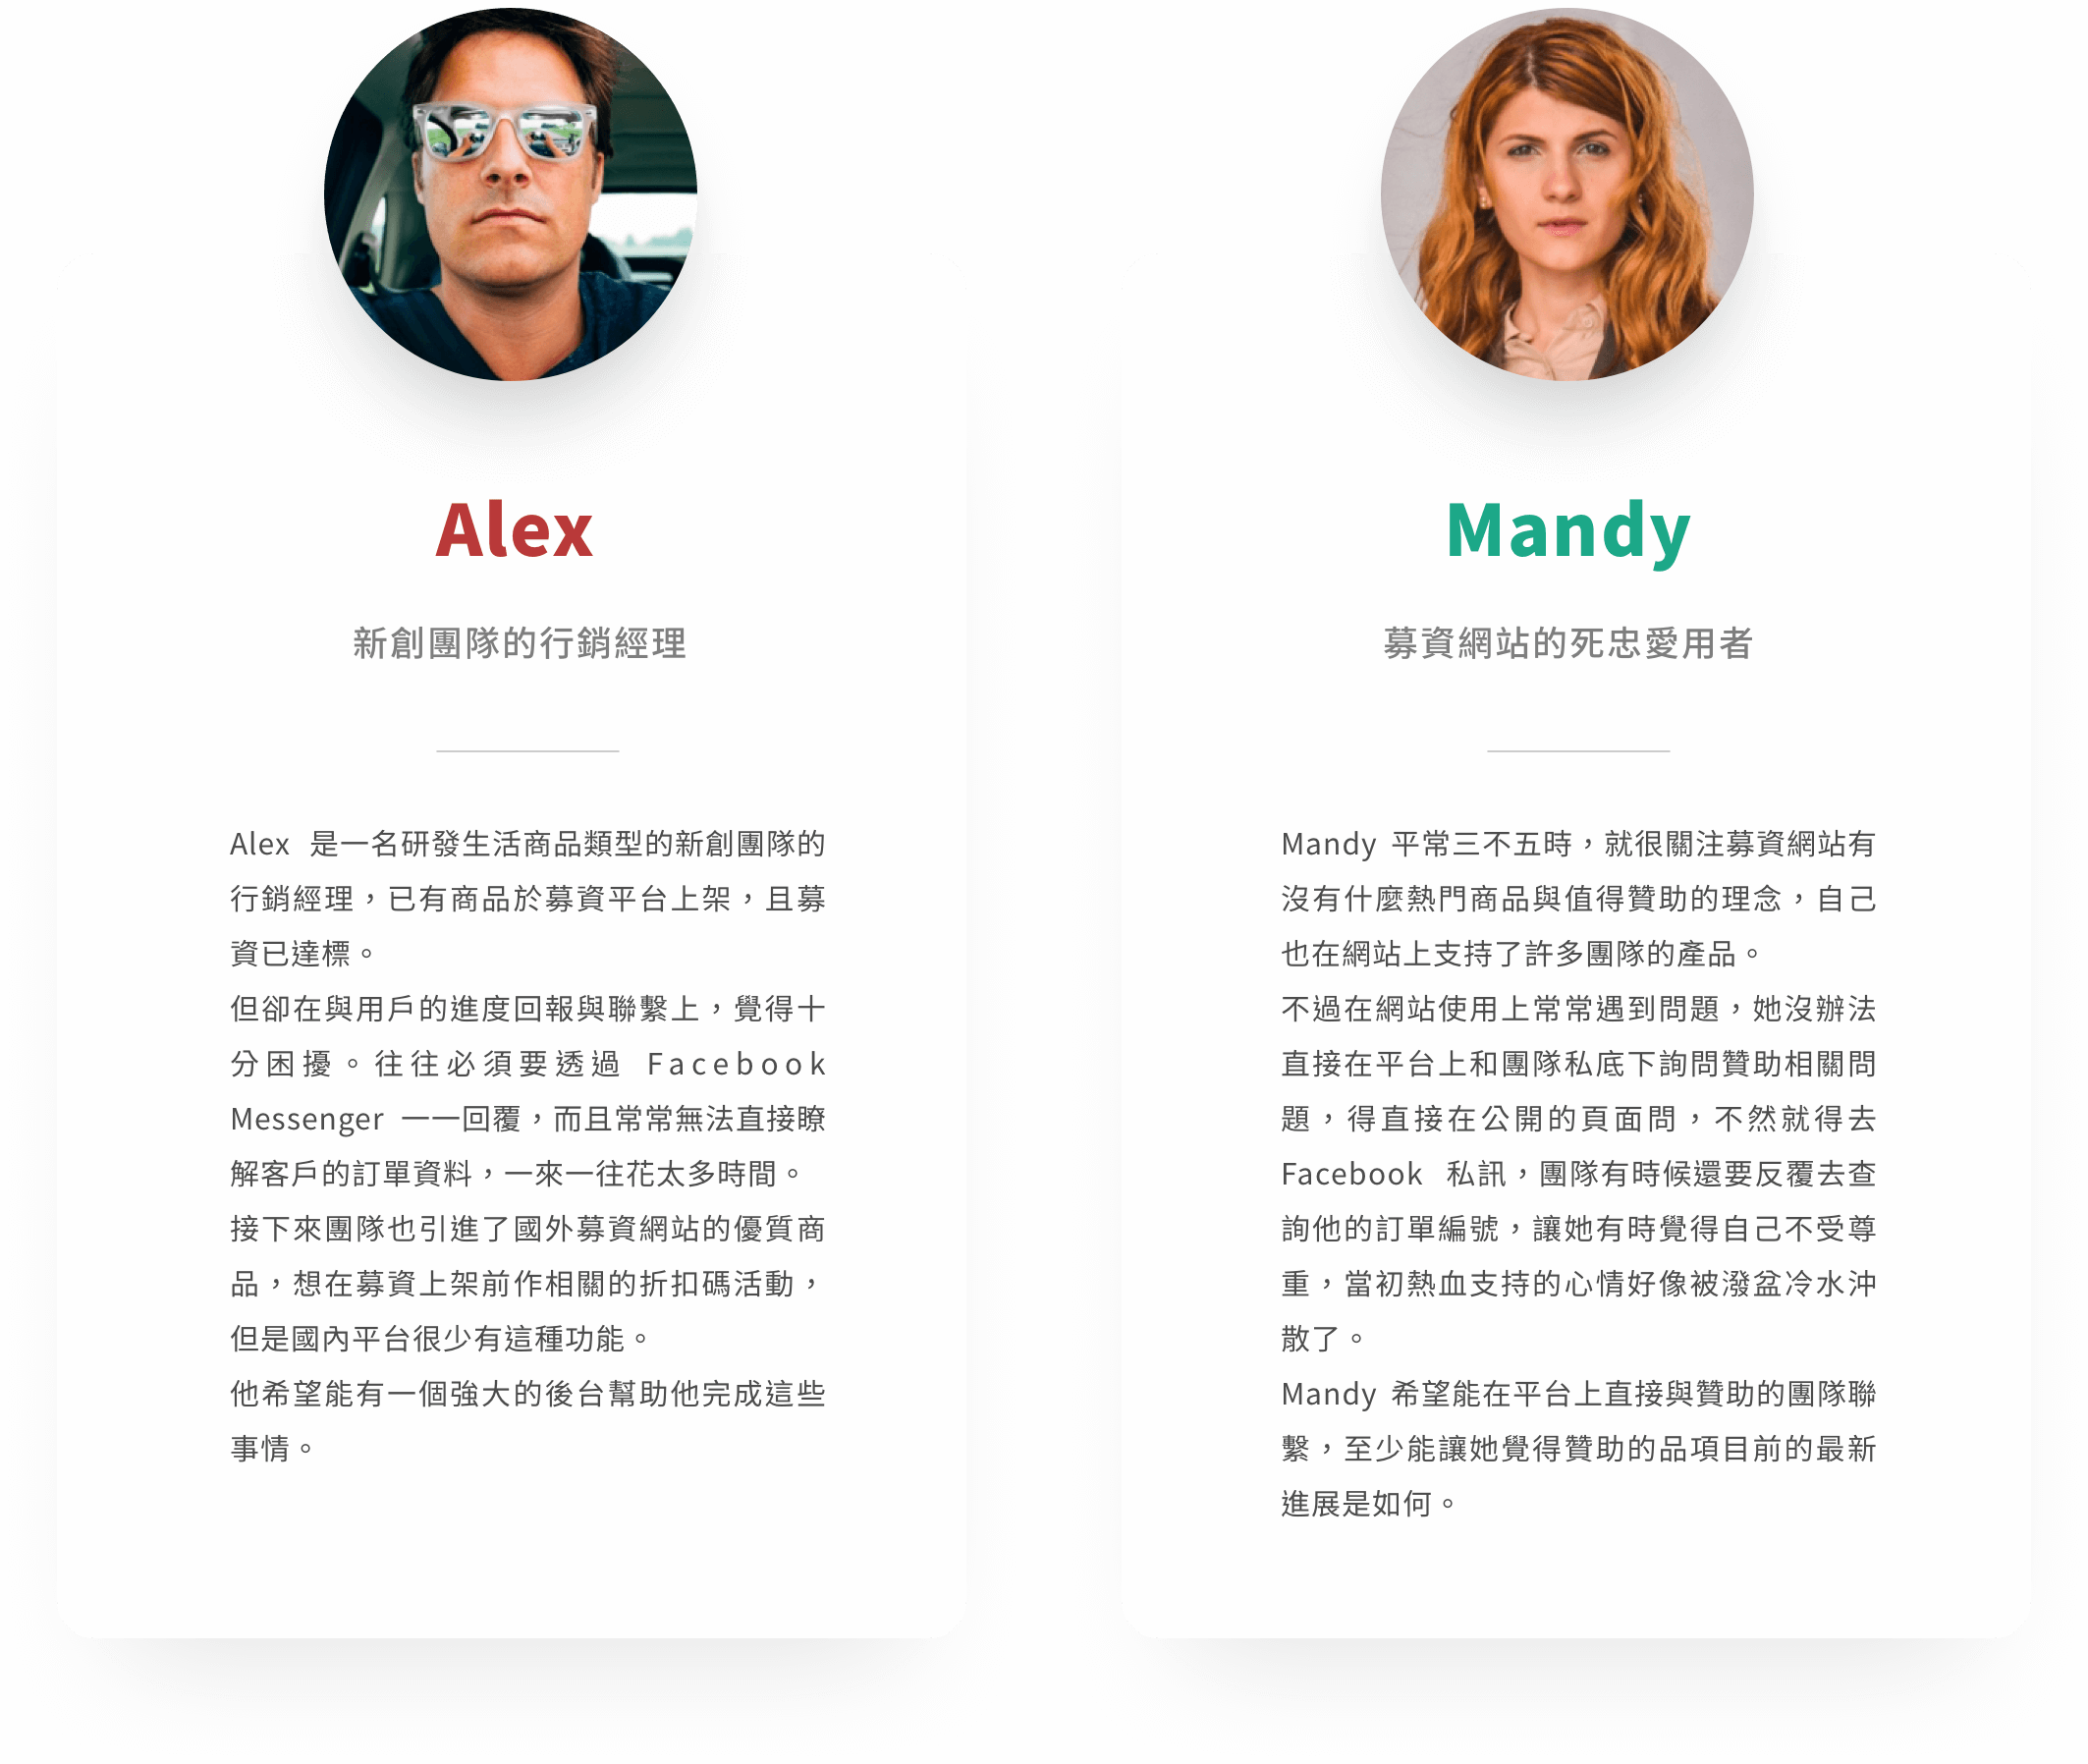 Alex
新創團隊的行銷經理
Alex 是一名研發生活商品類型的新創團隊的
行銷經理，已有商品於募資平台上架，且募
資已達標。
但卻在與用戶的進度回報與聯繫上，覺得十
分困擾。往往必須要透過 Facebook
Messenger 一一回覆，而且常常無法直接瞭
解客戶的訂單資料，一來一往花太多時間。
接下來團隊也引進了國外募資網站的優質商
品，想在募資上架前作相關的折扣碼活動，
但是國內平台很少有這種功能。
他希望能有一個強大的後台幫助他完成這些
事情。
Mandy
募資網站的死忠愛用者
Mandy 平常三不五時，就很關注募資網站有
沒有什麼熱門商品與值得贊助的理念，自己
也在網站上支持了許多團隊的產品。
不過在網站使用上常常遇到問題，她沒辦法
直接在平台上和團隊私底下詢問贊助相關問
題，得直接在公開的頁面問，不然就得去
Facebook 私訊，團隊有時候還要反覆去查
詢他的訂單編號，讓她有時覺得自己不受尊
重，當初熱血支持的心情好像被潑盆冷水沖
散了。
Mandy 希望能在平台上直接與贊助的團隊聯
繫，至少能讓她覺得贊助的品項目前的最新
進展是如何。